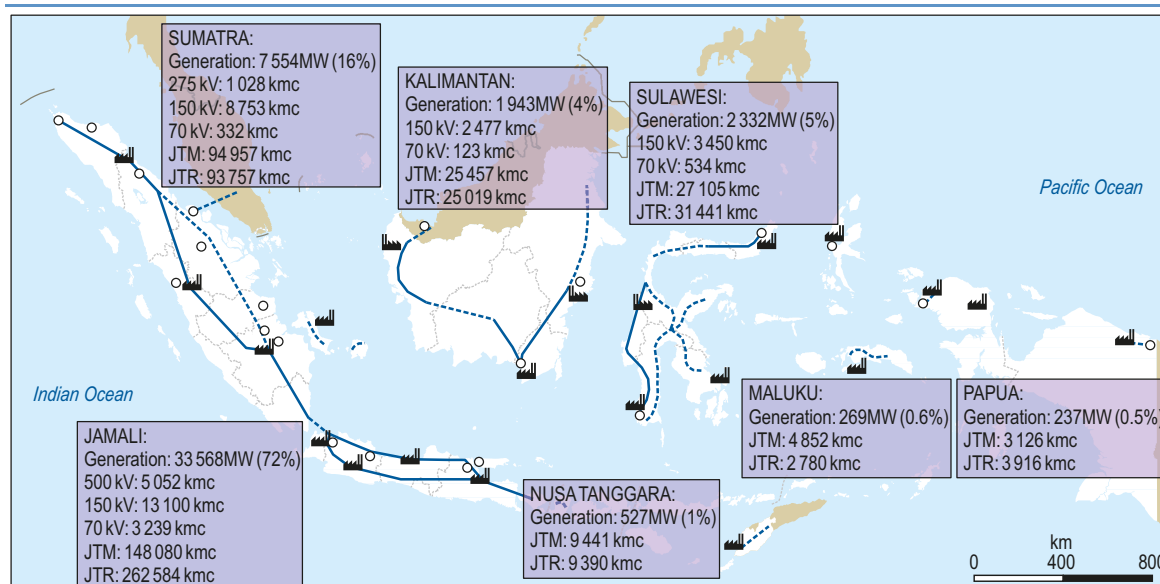 SUMATRA:
Generation: 7 554MW (16%)
275 kV: 1 028 kmc
150 kV: 8 753 kmc
70 kV: 332 kmc
JTM: 94 957 kmc
JTR: 93 757 kmc
KALIMANTAN:
Generation: 1 943MW (4%)
150 kV: 2 477 kmc
70 kV: 123 kmc
JTM: 25 457 kmc
JTR: 25 019 kmc
SULAWESI:
Generation: 2 332MW (5%)
150 kV: 3 450 kmc
70 kV: 534 kmc
JTM: 27 105 kmc
JTR: 31 441 kmc
Pacific Ocean
Indian Ocean
JAMALI:
Generation: 33 568MW (72%)
500 kV: 5 052 kmc
150 kV: 13 100 kmc
70 kV: 3 239 kmc
JTM: 148 080 kmc
JTR: 262 584 kmc
NUSA TANGGARA:
Generation: 527MW (1%)
JTM: 9 441 kmc
JTR: 9 390 kmc
MALUKU:
Generation: 269MW (0.6%)
JTM: 4 852 kmc
JTR: 2 780 kmc
PAPUA:
Generation: 237MW (0.5%)
JTM: 3 126 kmc
JTR: 3 916 kmc
km
0 400 800